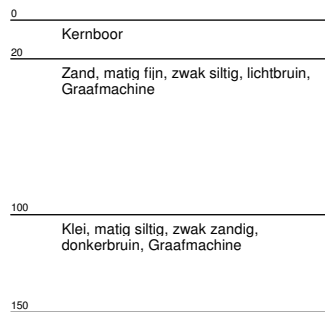 0
Kernboor
20
Zand, matig fijn, zwak siltig, lichtbruin,
Graafmachine
100
Klei, matig siltig, zwak zandig,
donkerbruin, Graafmachine
150